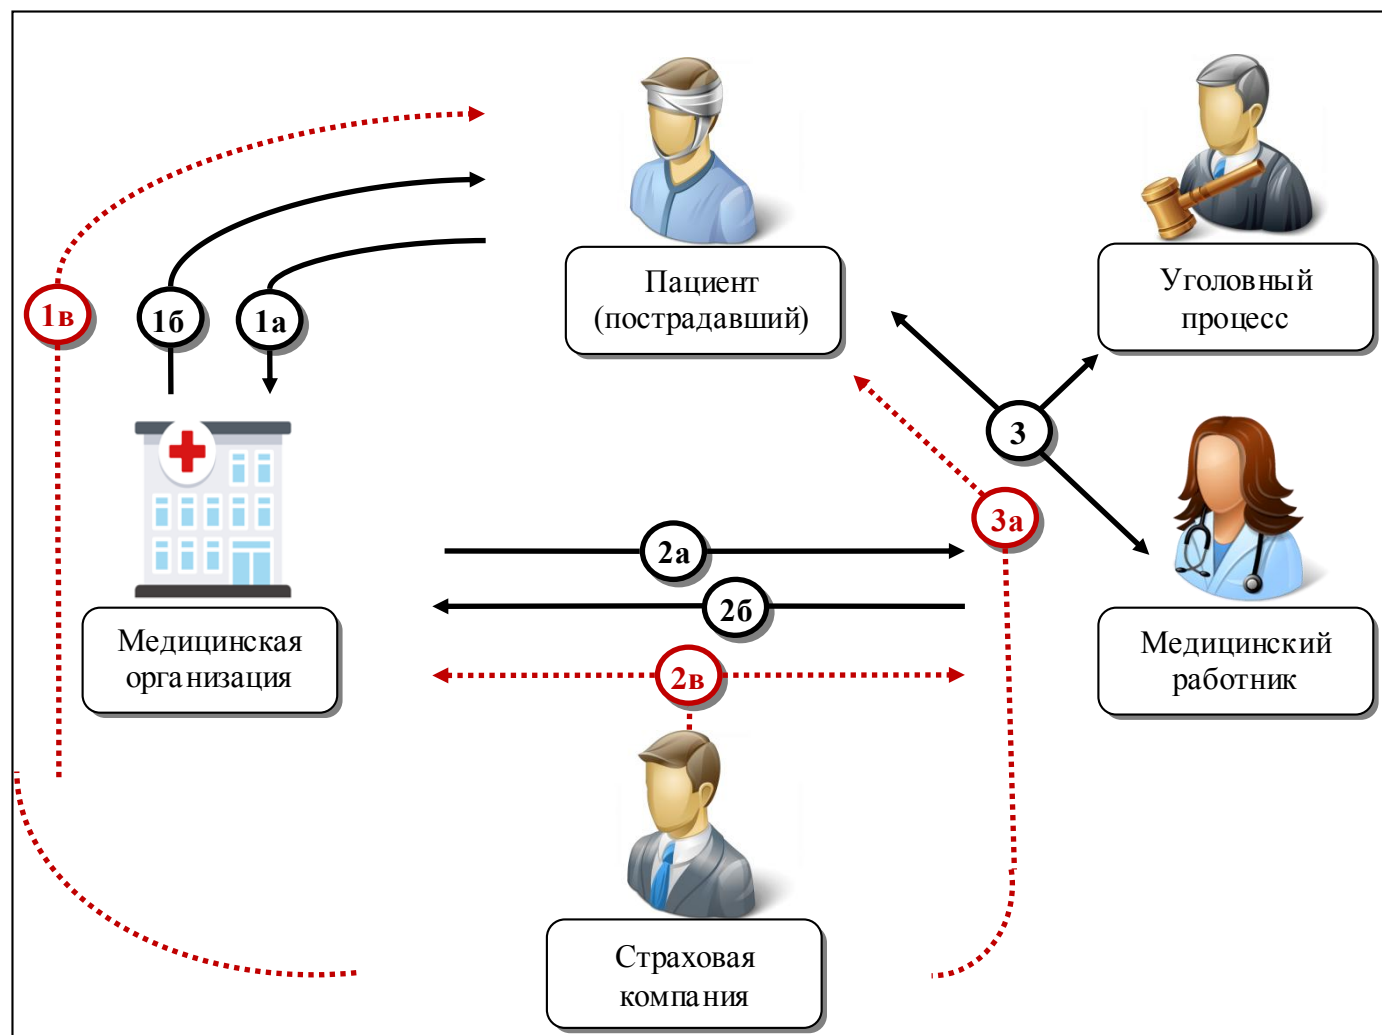 Пациент
(пострадавший)
Уголовный
процесс
1в
1б
1а
3
3а
2а
2б
2в
Медицинская
организация
Медицинский
работник
Страховая
компания